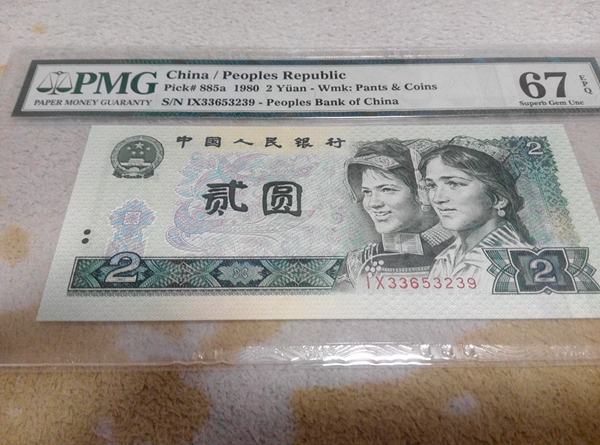 PMG
PAPER MONEY GUARANTY
China / Peoples Republic
Pick# 885a 1980 2 Yüan - Wmk: Pants & Coins
S/N IX33653239 - Peoples Bank of China
67 EPQ
Superb Gem Unc
中国人民银行
贰圆
2
2
2
IX33653239